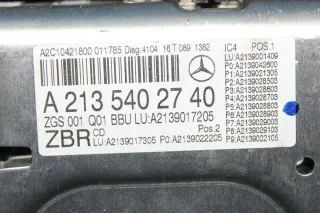 A2C10421800 011785 Diag:4104 16 T 089 1382
IC4 POS.1
LU:A2139001409
P0:A2139042600
P1:A2139028503
P2:A2139028603
P3:A2139028703
P4:A2139028803
P5:A2139028903
P6:A2139029003
P7:A2139029103
P8:A2139029103
P9:A2139022105
A 213 540 27 40
ZGS 001 Q01 BBU LU:A2139017205
ZBR CD Pos.2
LU:A2139017305 P0:A2139022205